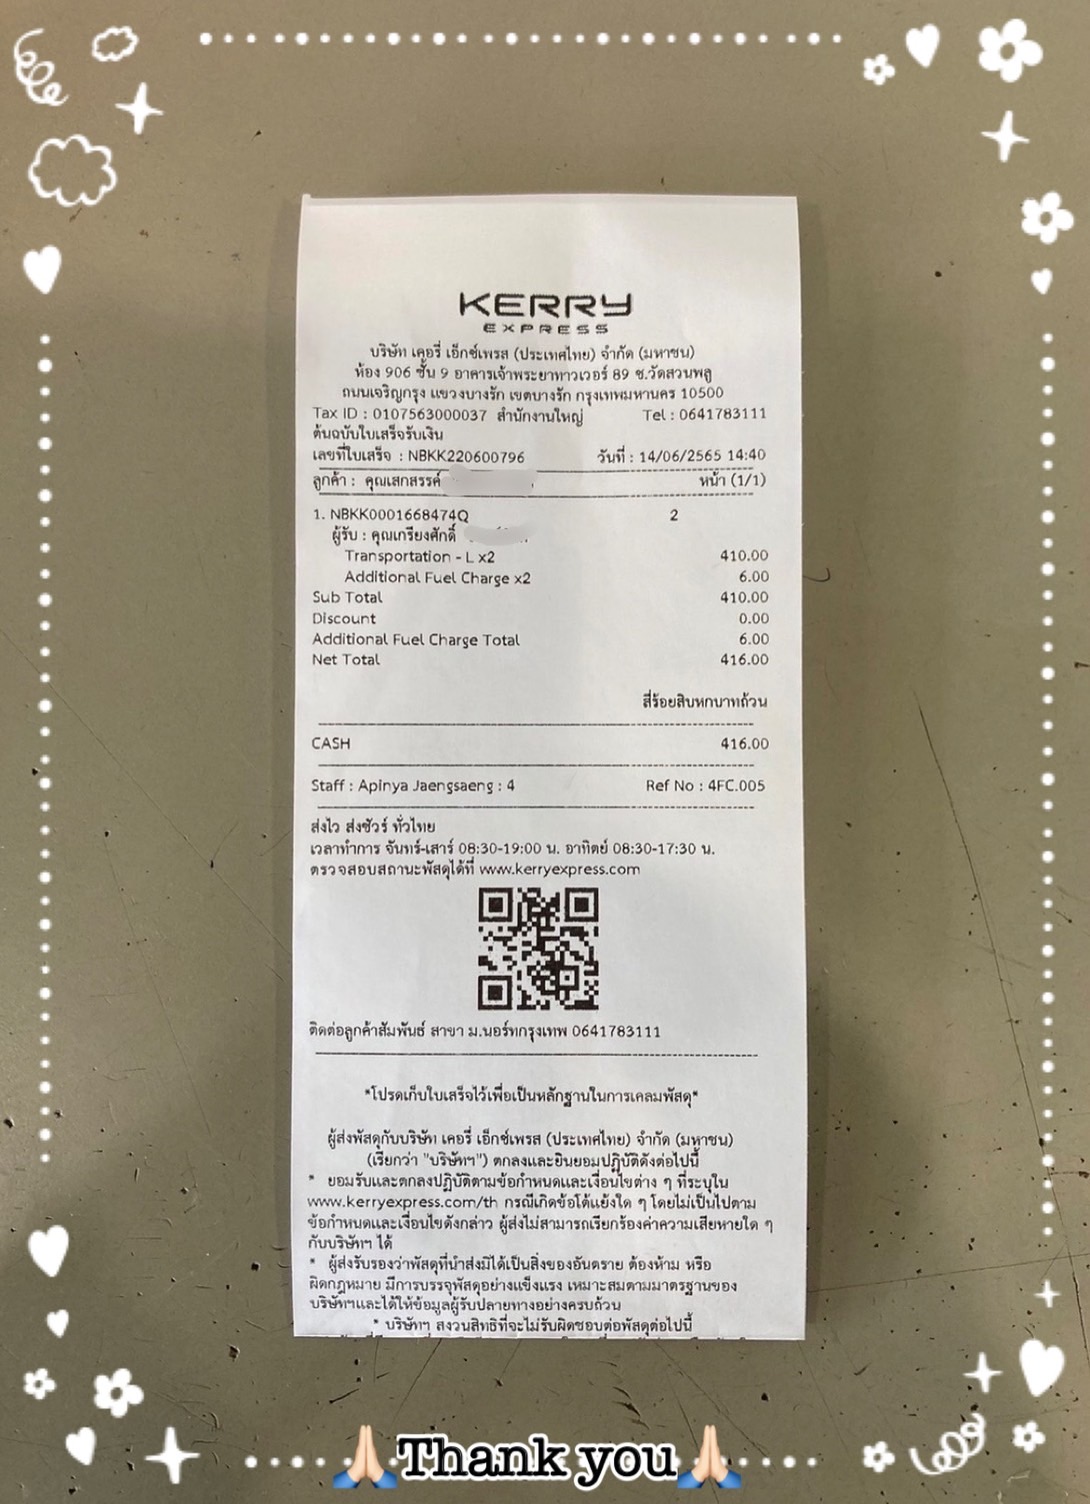 KERRY
EXPRESS
บริษัท เคอรี่ เอ็กซ์เพรส (ประเทศไทย) จำกัด (มหาชน)
ห้อง 906 ชั้น 9 อาคารเจ้าพระยาทาวเวอร์ 89 ซ.วัดสวนพลู
ถนนเจริญกรุง แขวงบางรัก เขตบางรัก กรุงเทพมหานคร 10500
Tax ID : 0107563000037 สำนักงานใหญ่ Tel : 0641783111
ต้นฉบับใบเสร็จรับเงิน
เลขที่ใบเสร็จ : NBKK220600796 วันที่ : 14/06/2565 14:40
ลูกค้า : คุณเสกสรรค์ หน้า (1/1)
1. NBKK0001668474Q 2
ผู้รับ : คุณเกรียงศักดิ์
Transportation - L x2 410.00
Additional Fuel Charge x2 6.00
Sub Total 410.00
Discount 0.00
Additional Fuel Charge Total 6.00
Net Total 416.00
สี่ร้อยสิบหกบาทถ้วน
CASH 416.00
Staff : Apinya Jaengsaeng : 4 Ref No : 4FC.005
ส่งไว ส่งชัวร์ ทั่วไทย
เวลาทำการ จันทร์-เสาร์ 08:30-19:00 น. อาทิตย์ 08:30-17:30 น.
ตรวจสอบสถานะพัสดุได้ที่ www.kerryexpress.com
ติดต่อลูกค้าสัมพันธ์ สาขา ม.นอร์ทกรุงเทพ 0641783111
*โปรดเก็บใบเสร็จไว้เพื่อเป็นหลักฐานในการเคลมพัสดุ*
ผู้ส่งพัสดุกับบริษัท เคอรี่ เอ็กซ์เพรส (ประเทศไทย) จำกัด (มหาชน)
(เรียกว่า "บริษัทฯ") ตกลงและยินยอมปฏิบัติดังต่อไปนี้
* ยอมรับและตกลงปฏิบัติตามข้อกำหนดและเงื่อนไขต่าง ๆ ที่ระบุใน
www.kerryexpress.com/th กรณีเกิดข้อโต้แย้งใด ๆ โดยไม่เป็นไปตาม
ข้อกำหนดและเงื่อนไขดังกล่าว ผู้ส่งไม่สามารถเรียกร้องค่าความเสียหายใด ๆ
กับบริษัทฯ ได้
* ผู้ส่งรับรองว่าพัสดุที่นำส่งมิได้เป็นสิ่งของอันตราย ต้องห้าม หรือ
ผิดกฎหมาย มีการบรรจุพัสดุอย่างแข็งแรง เหมาะสมตามมาตรฐานของ
บริษัทฯและได้ให้ข้อมูลผู้รับปลายทางอย่างครบถ้วน
* บริษัทฯ สงวนสิทธิที่จะไม่รับผิดชอบต่อพัสดุต่อไปนี้
Thank you